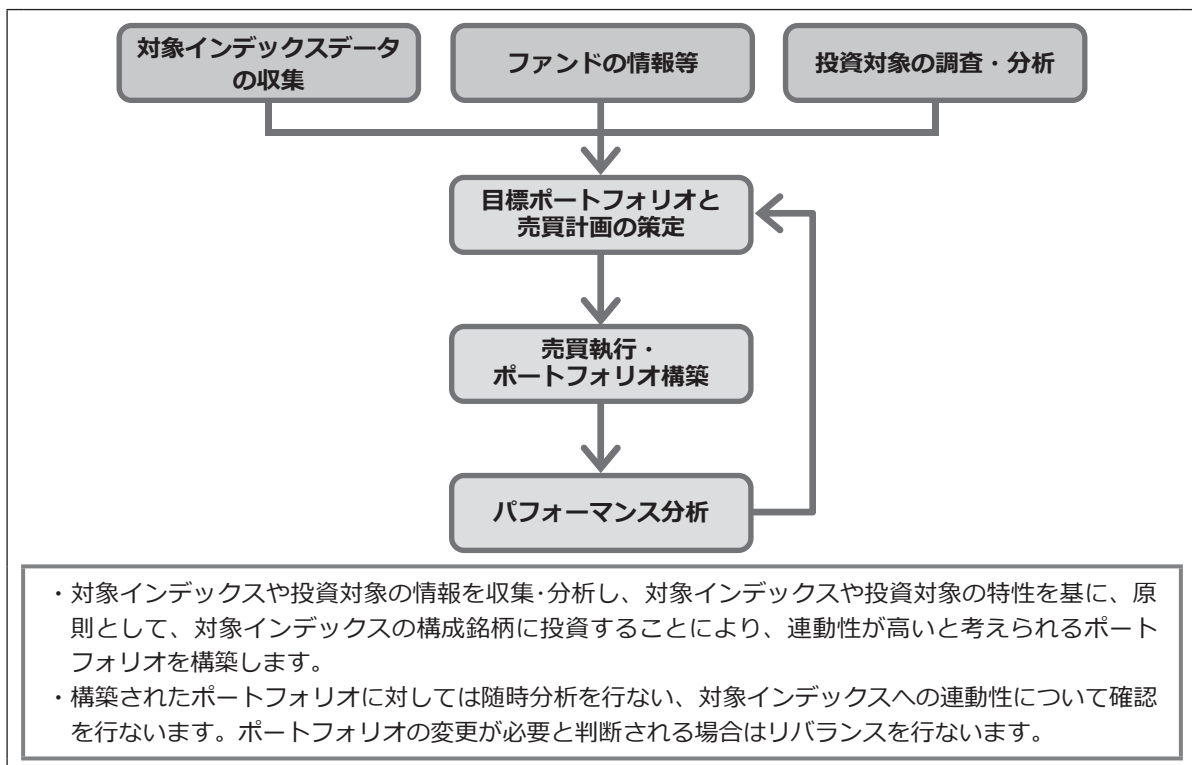 対象インデックスデータ
の収集
ファンドの情報等
投資対象の調査・分析
目標ポートフォリオと
売買計画の策定
売買執行・
ポートフォリオ構築
パフォーマンス分析
・対象インデックスや投資対象の情報を収集・分析し、対象インデックスや投資対象の特性を基に、原
則として、対象インデックスの構成銘柄に投資することにより、連動性が高いと考えられるポート
フォリオを構築します。
・構築されたポートフォリオに対しては随時分析を行ない、対象インデックスへの連動性について確認
を行ないます。ポートフォリオの変更が必要と判断される場合はリバランスを行ないます。